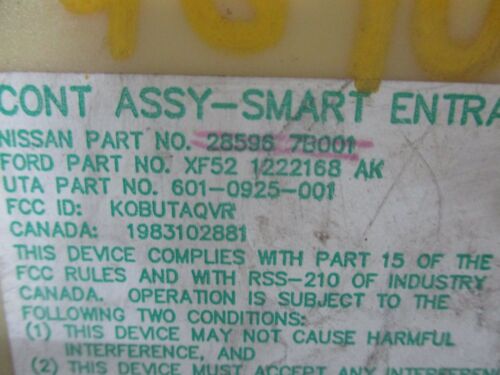 CONT ASSY-SMART ENTRA
NISSAN PART NO. 28596 7B001
FORD PART NO. XF52 1222168 AK
UTA PART NO. 601-0925-001
FCC ID: KOBUTAQVR
CANADA: 1983102881
THIS DEVICE COMPLIES WITH PART 15 OF THE
FCC RULES AND WITH RSS-210 OF INDUSTRY
CANADA. OPERATION IS SUBJECT TO THE
FOLLOWING TWO CONDITIONS:
(1) THIS DEVICE MAY NOT CAUSE HARMFUL
INTERFERENCE, AND
(2) THIS DEVICE MUST ACCEPT ANY INTERFERENC